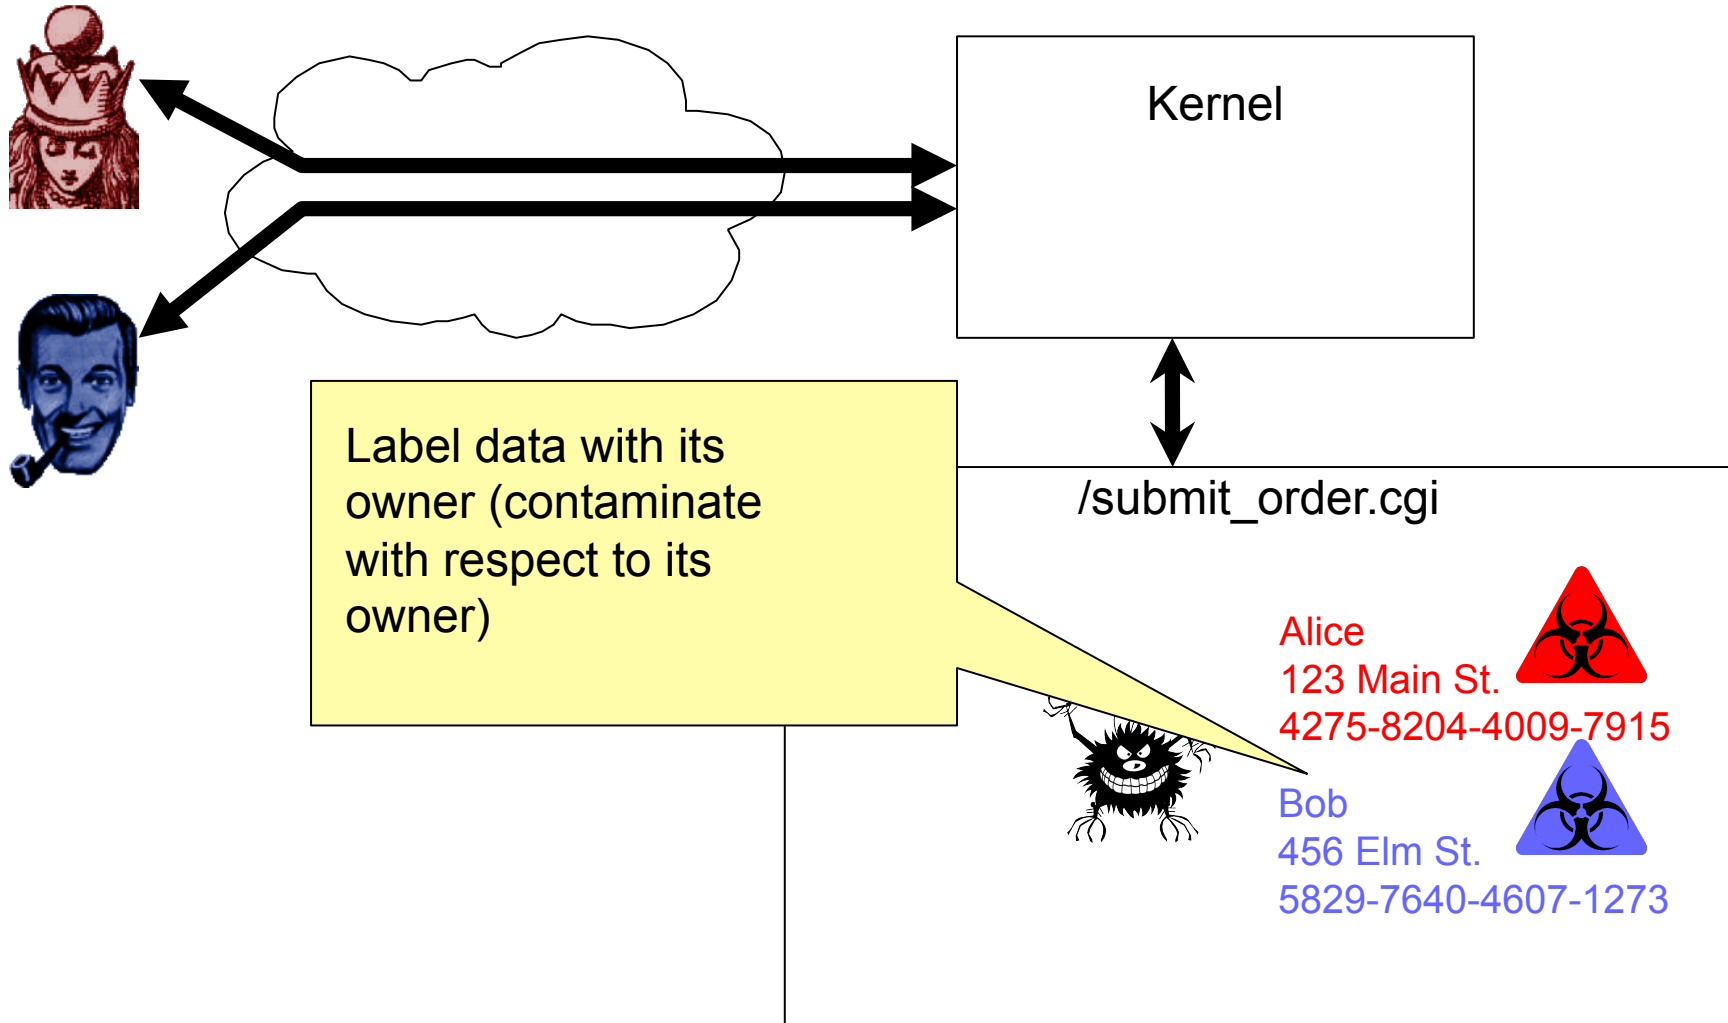 Kernel
Label data with its
owner (contaminate
with respect to its
owner)
/submit_order.cgi
Alice
123 Main St.
4275-8204-4009-7915
Bob
456 Elm St.
5829-7640-4607-1273